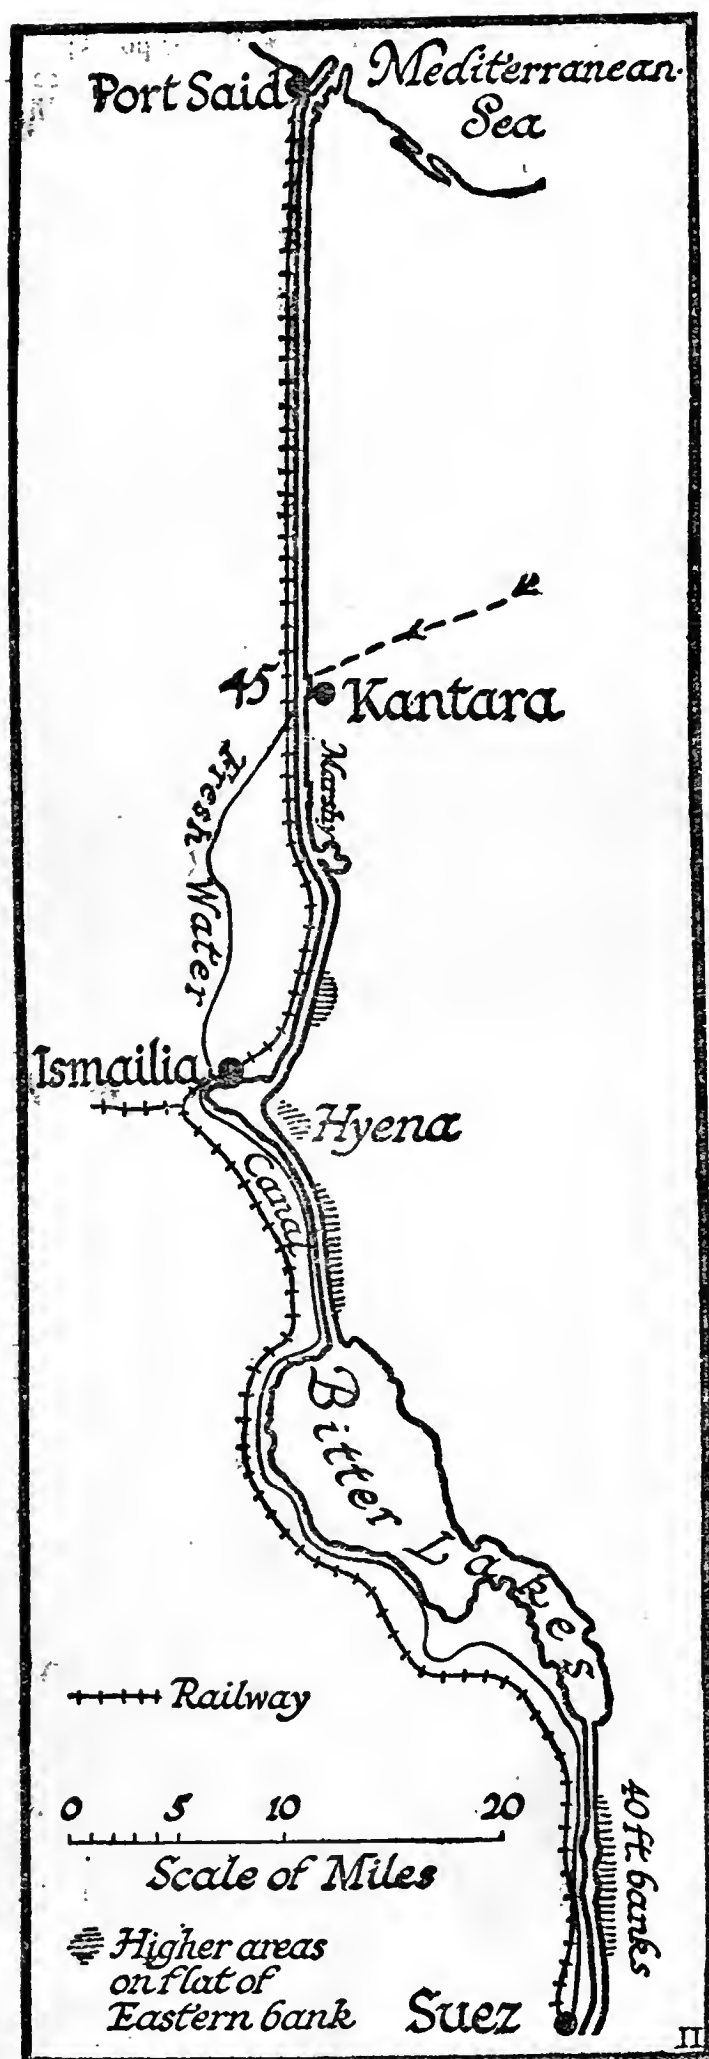 Port Said
Mediterranean
Sea
45
Kantara
Marshy
Fresh Water
Ismailia
Hyena
Canal
Bitter Lakes
Railway
0 5 10 20
Scale of Miles
40 ft. banks
Higher areas
on flat of
Eastern bank
Suez
II